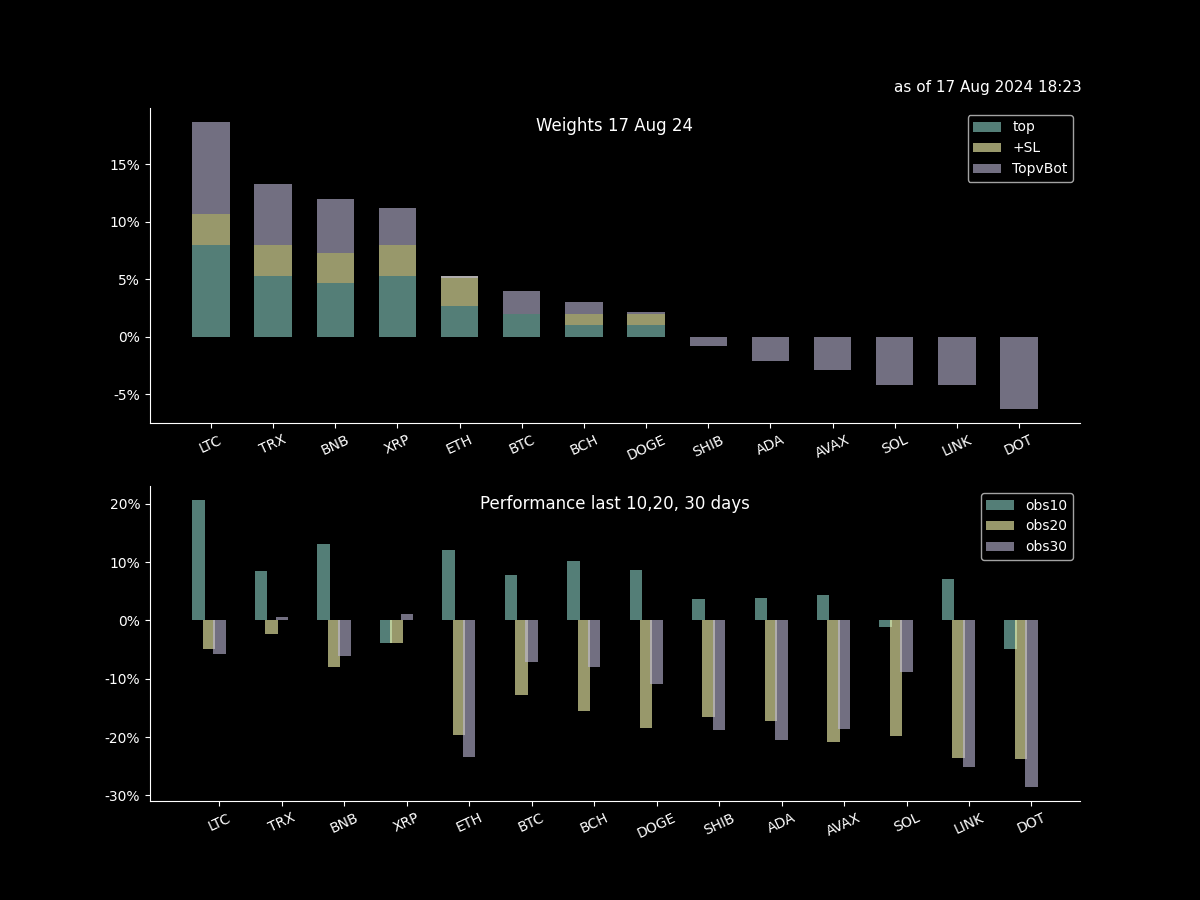 as of 17 Aug 2024 18:23
Weights 17 Aug 24
top
+SL
TopvBot
15%
10%
5%
0%
-5%
LTC TRX BNB XRP ETH BTC BCH DOGE SHIB ADA AVAX SOL LINK DOT
Performance last 10,20, 30 days
obs10
obs20
obs30
20%
10%
0%
-10%
-20%
-30%
LTC TRX BNB XRP ETH BTC BCH DOGE SHIB ADA AVAX SOL LINK DOT